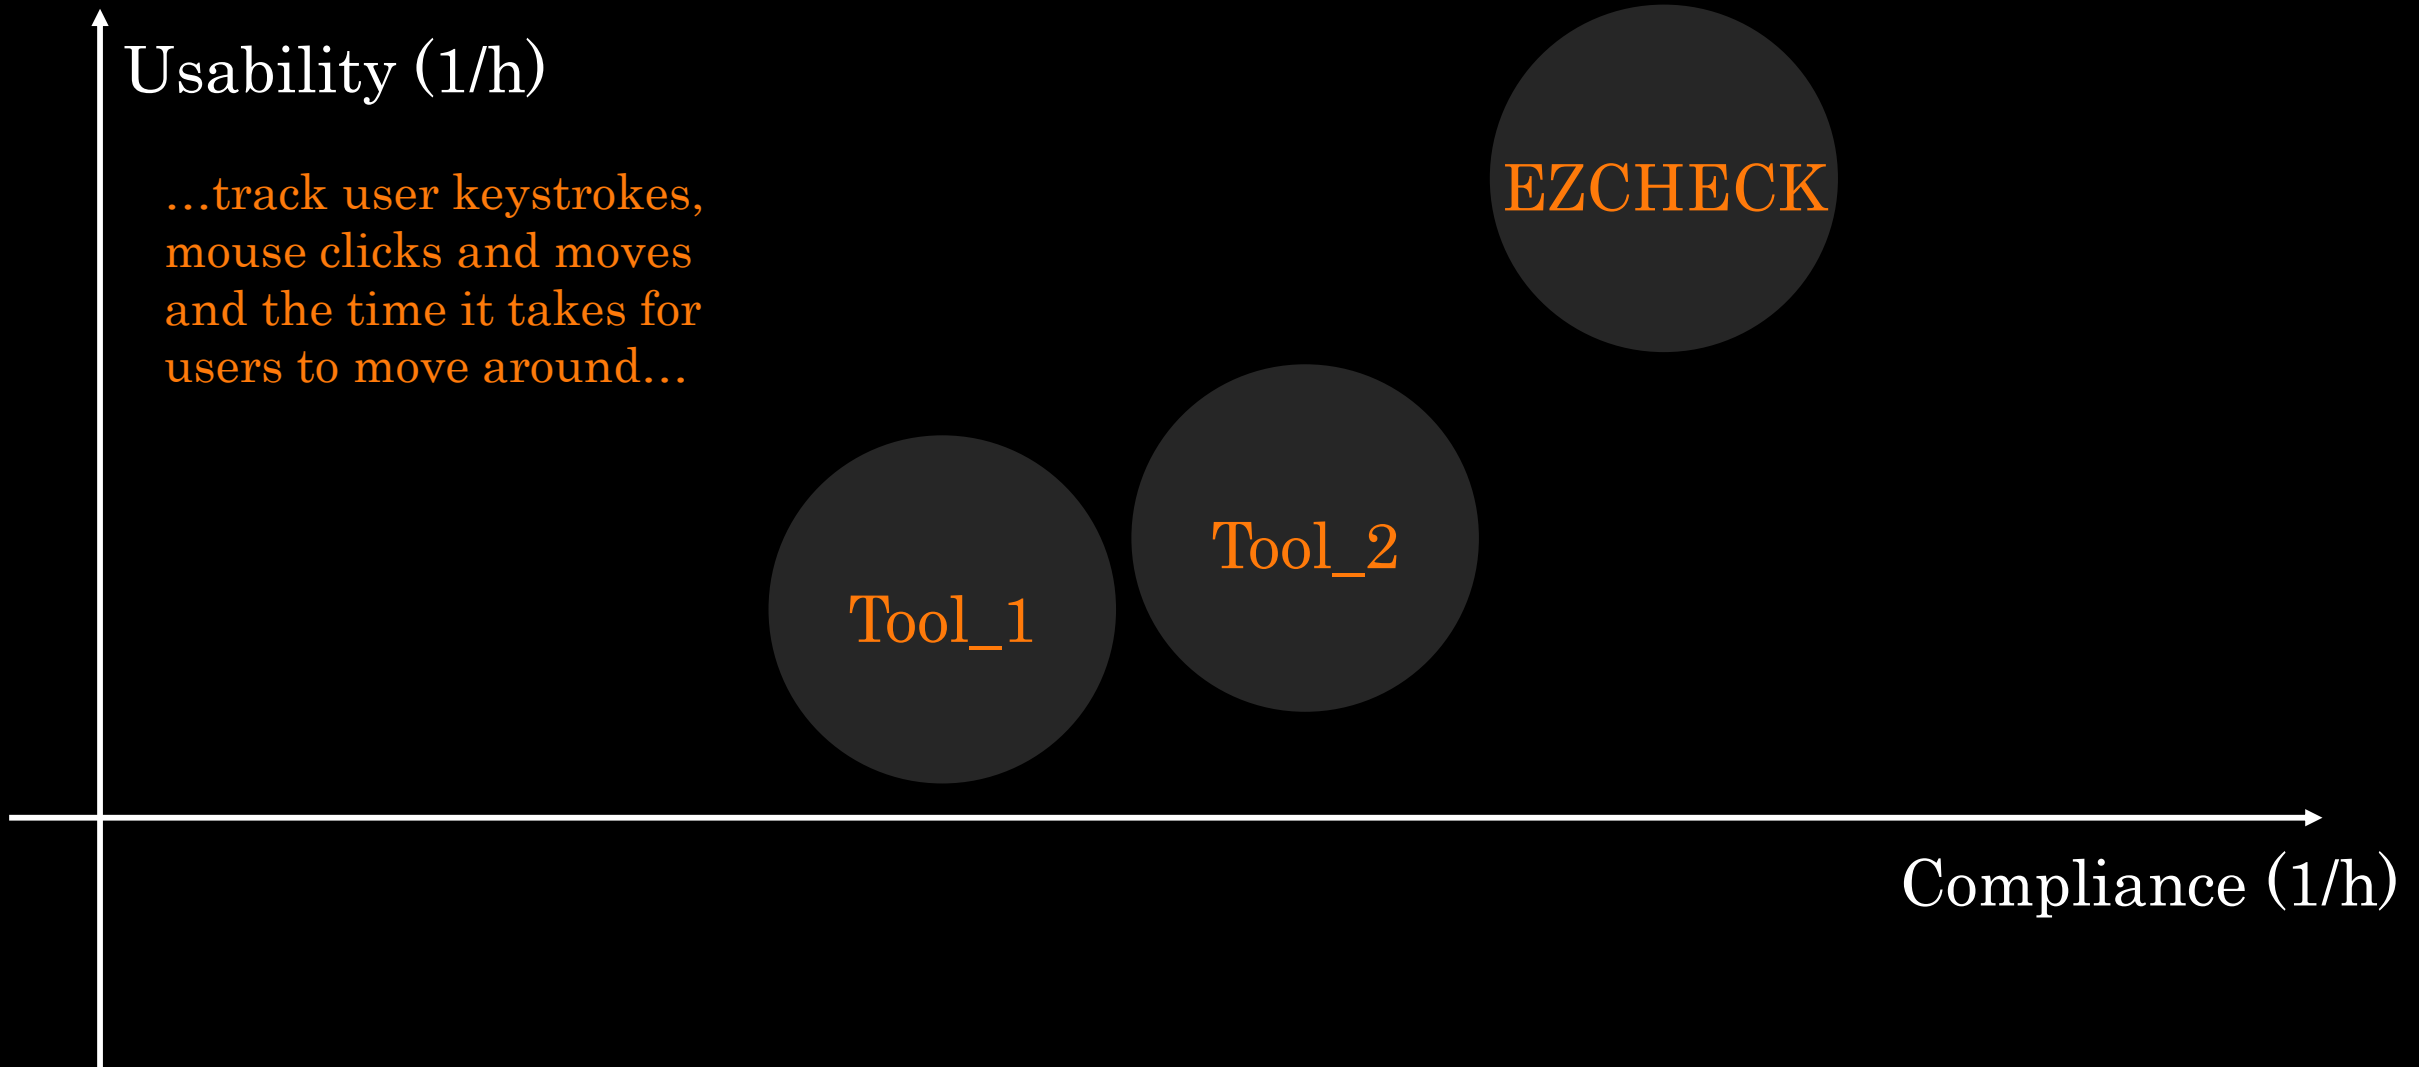 Usability (1/h)
…track user keystrokes,
mouse clicks and moves
and the time it takes for
users to move around…
EZCHECK
Tool_2
Tool_1
Compliance (1/h)